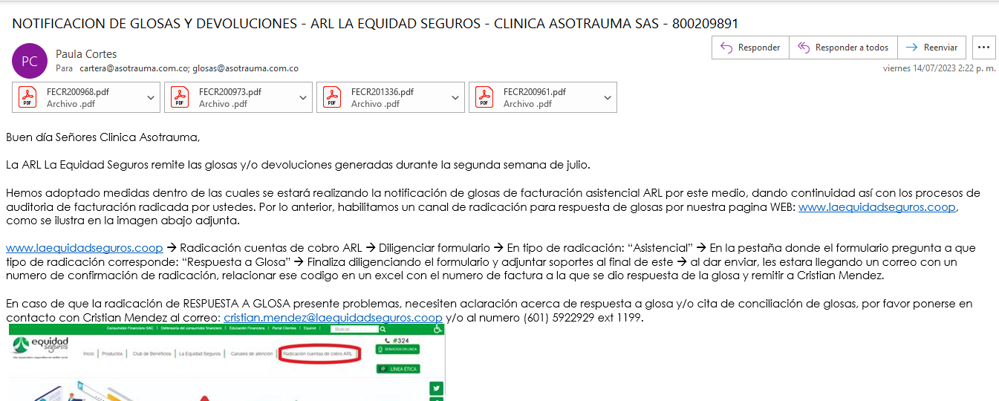 NOTIFICACION DE GLOSAS Y DEVOLUCIONES - ARL LA EQUIDAD SEGUROS - CLINICA ASOTRAUMA SAS - 800209891
PC
Paula Cortes
Para cartera@asotrauma.com.co; glosas@asotrauma.com.co
Responder
Responder a todos
Reenviar
viernes 14/07/2023 2:22 p. m.
FECR200968.pdf
Archivo .pdf
FECR200973.pdf
Archivo .pdf
FECR201336.pdf
Archivo .pdf
FECR200961.pdf
Archivo .pdf
Buen día Señores Clinica Asotrauma,
La ARL La Equidad Seguros remite las glosas y/o devoluciones generadas durante la segunda semana de julio.
Hemos adoptado medidas dentro de las cuales se estará realizando la notificación de glosas de facturación asistencial ARL por este medio, dando continuidad así con los procesos de
auditoria de facturación radicada por ustedes. Por lo anterior, habilitamos un canal de radicación para respuesta de glosas por nuestra pagina WEB: www.laequidadseguros.coop,
como se ilustra en la imagen abajo adjunta.
www.laequidadseguros.coop → Radicación cuentas de cobro ARL → Diligenciar formulario → En tipo de radicación: “Asistencial” → En la pestaña donde el formulario pregunta a que
tipo de radicación corresponde: “Respuesta a Glosa” → Finaliza diligenciando el formulario y adjuntar soportes al final de este → al dar enviar, les estara llegando un correo con un
numero de confirmación de radicación, relacionar ese codigo en un excel con el numero de factura a la que se dio respuesta de la glosa y remitir a Cristian Mendez.
En caso de que la radicación de RESPUESTA A GLOSA presente problemas, necesiten aclaración acerca de respuesta a glosa y/o cita de conciliación de glosas, por favor ponerse en
contacto con Cristian Mendez al correo: cristian.mendez@laequidadseguros.coop y/o al numero (601) 5922929 ext 1199.
Consumidor Financiero SAC | Defensoría del consumidor financiero | Educación Financiera | Portal Clientes | Equinet | Buscar
equidad
seguros
#324
SERVICIOS EN LINEA
Inicio | Productos | Club de Beneficios | La Equidad Seguros | Canales de atención | Radicación cuentas de cobro ARL
LÍNEA ÉTICA